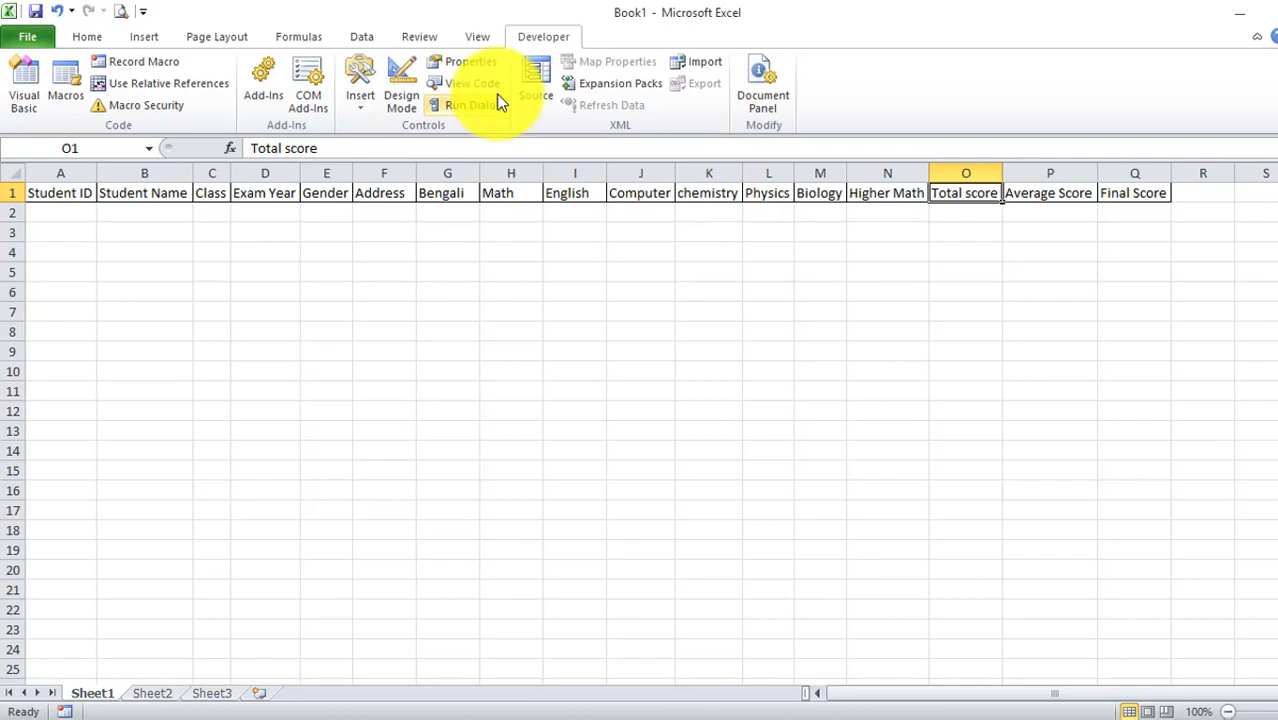 Book1 - Microsoft Excel
File Home Insert Page Layout Formulas Data Review View Developer
Visual Basic
Macros
Record Macro
Use Relative References
Macro Security
Code
Add-Ins
COM Add-Ins
Add-Ins
Insert
Design Mode
Properties
View Code
Run Dialo
Controls
Source
Map Properties
Expansion Packs
Refresh Data
Import
Export
XML
Document Panel
Modify
O1 fx Total score
A B C D E F G H I J K L M N O P Q R S
1 Student ID Student Name Class Exam Year Gender Address Bengali Math English Computer chemistry Physics Biology Higher Math Total score Average Score Final Score
2
3
4
5
6
7
8
9
10
11
12
13
14
15
16
17
18
19
20
21
22
23
24
25
Sheet1 Sheet2 Sheet3
Ready 100%